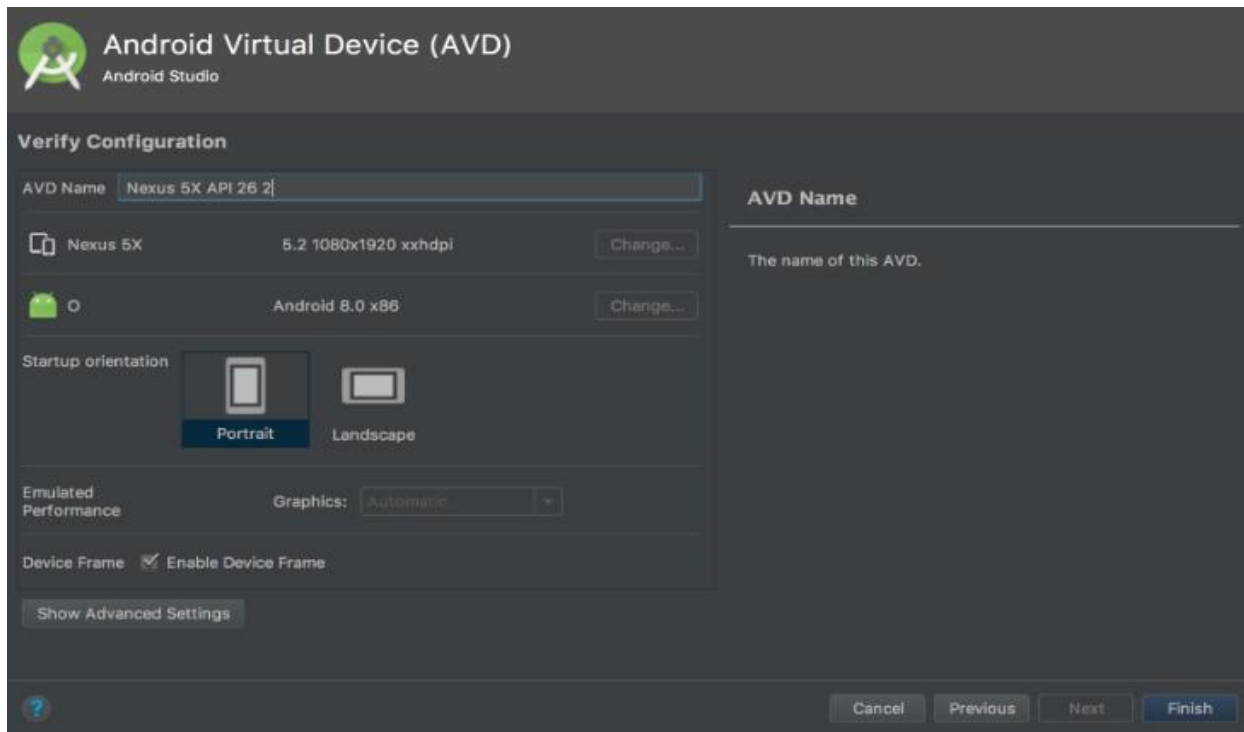 Android Virtual Device (AVD)
Android Studio
Verify Configuration
AVD Name Nexus 5X API 26 2
Nexus 5X 5.2 1080x1920 xxhdpi Change...
O Android 8.0 x86 Change...
Startup orientation
Portrait Landscape
Emulated
Performance
Graphics: Automatic
Device Frame Enable Device Frame
Show Advanced Settings
AVD Name
The name of this AVD.
? Cancel Previous Next Finish